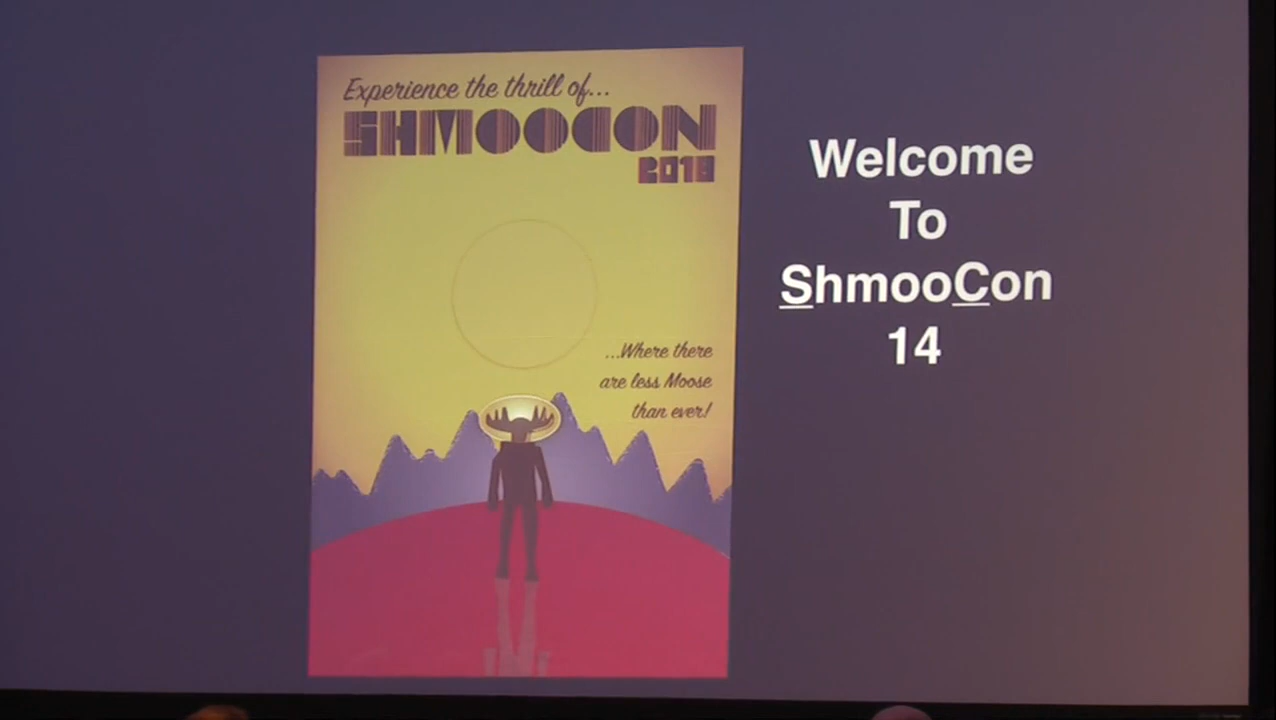 Experience the thrill of...
SHMOOCON
2018
...Where there
are less Moose
than ever!
Welcome
To
ShmooCon
14